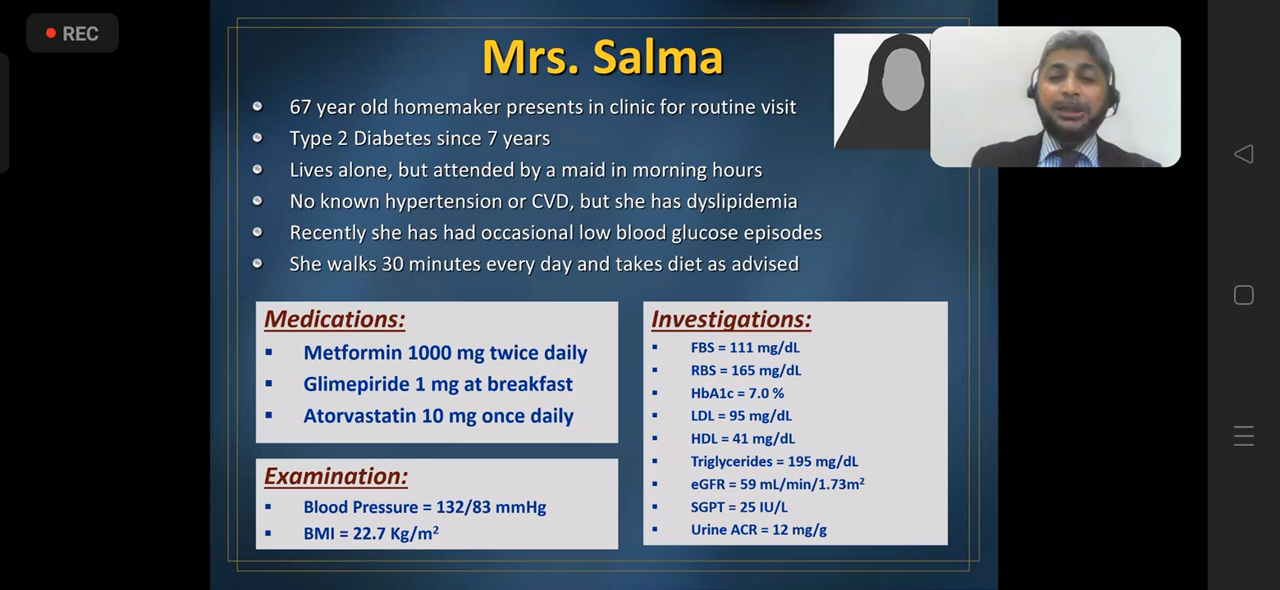 REC
Mrs. Salma
67 year old homemaker presents in clinic for routine visit
Type 2 Diabetes since 7 years
Lives alone, but attended by a maid in morning hours
No known hypertension or CVD, but she has dyslipidemia
Recently she has had occasional low blood glucose episodes
She walks 30 minutes every day and takes diet as advised
Medications:
Metformin 1000 mg twice daily
Glimepiride 1 mg at breakfast
Atorvastatin 10 mg once daily
Examination:
Blood Pressure = 132/83 mmHg
BMI = 22.7 Kg/m²
Investigations:
FBS = 111 mg/dL
RBS = 165 mg/dL
HbA1c = 7.0 %
LDL = 95 mg/dL
HDL = 41 mg/dL
Triglycerides = 195 mg/dL
eGFR = 59 mL/min/1.73m²
SGPT = 25 IU/L
Urine ACR = 12 mg/g